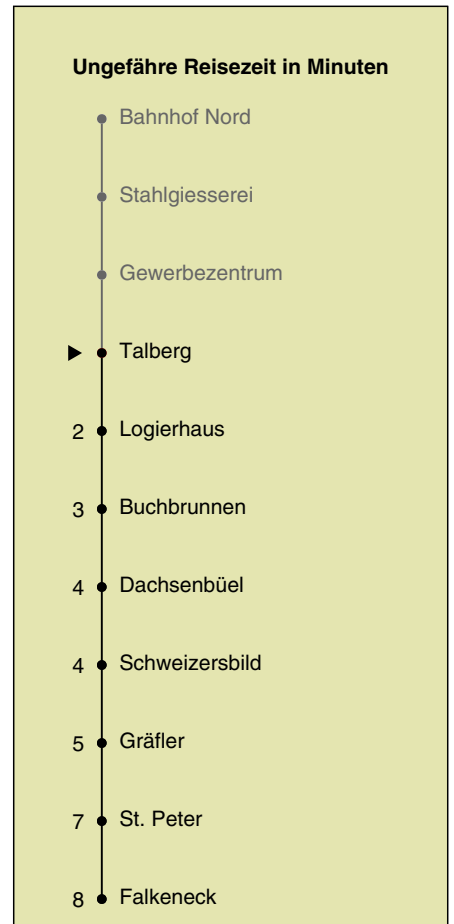 Ungefähre Reisezeit in Minuten
Bahnhof Nord
Stahlgiesserei
Gewerbezentrum
Talberg
2 Logierhaus
3 Buchbrunnen
4 Dachsenbüel
4 Schweizersbild
5 Gräfler
7 St. Peter
8 Falkeneck